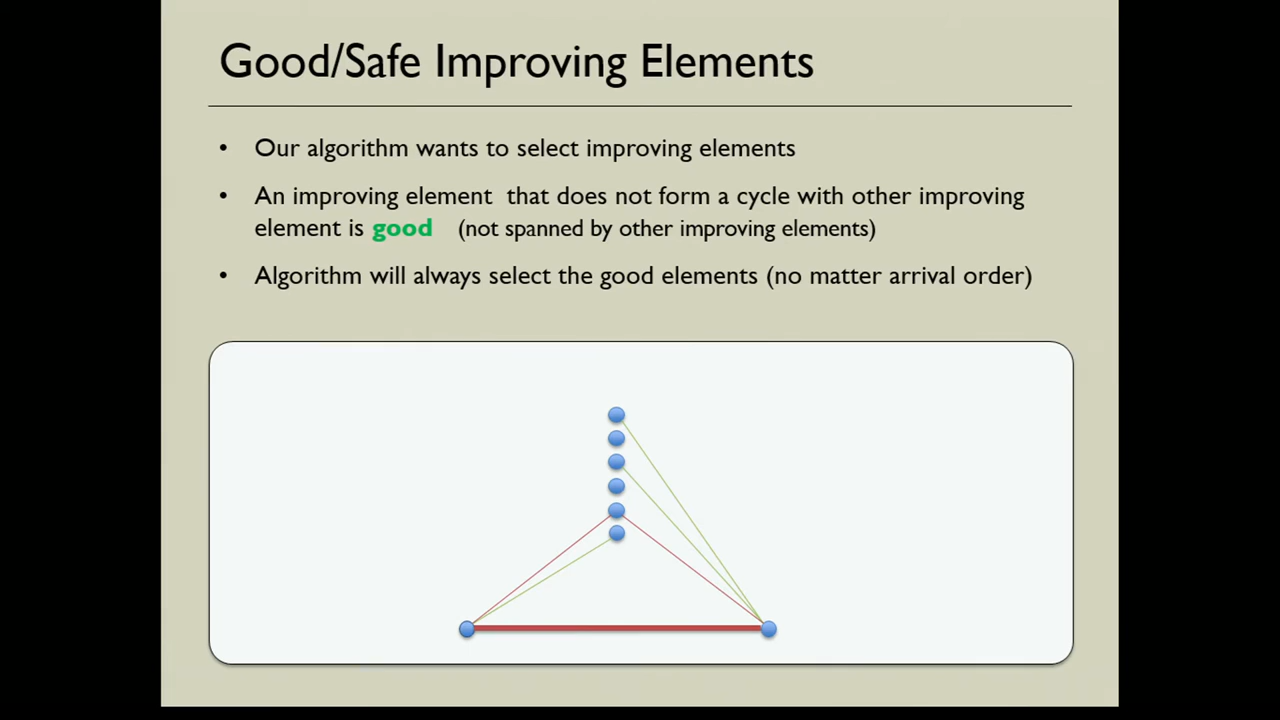 Good/Safe Improving Elements
• Our algorithm wants to select improving elements
• An improving element that does not form a cycle with other improving
element is good (not spanned by other improving elements)
• Algorithm will always select the good elements (no matter arrival order)